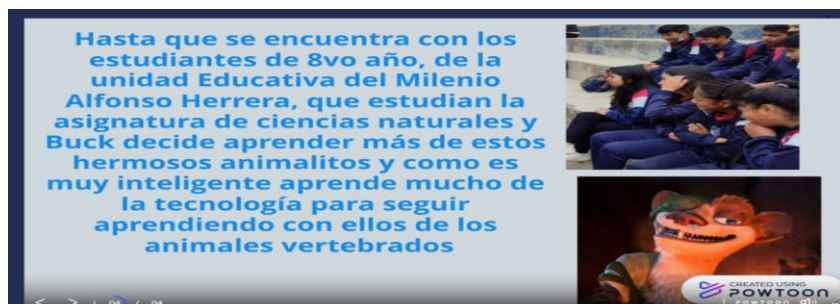 Hasta que se encuentra con los
estudiantes de 8vo año, de la
unidad Educativa del Milenio
Alfonso Herrera, que estudian la
asignatura de ciencias naturales y
Buck decide aprender más de estos
hermosos animalitos y como es
muy inteligente aprende mucho de
la tecnología para seguir
aprendiendo con ellos de los
animales vertebrados
CREATED USING
POWTOON